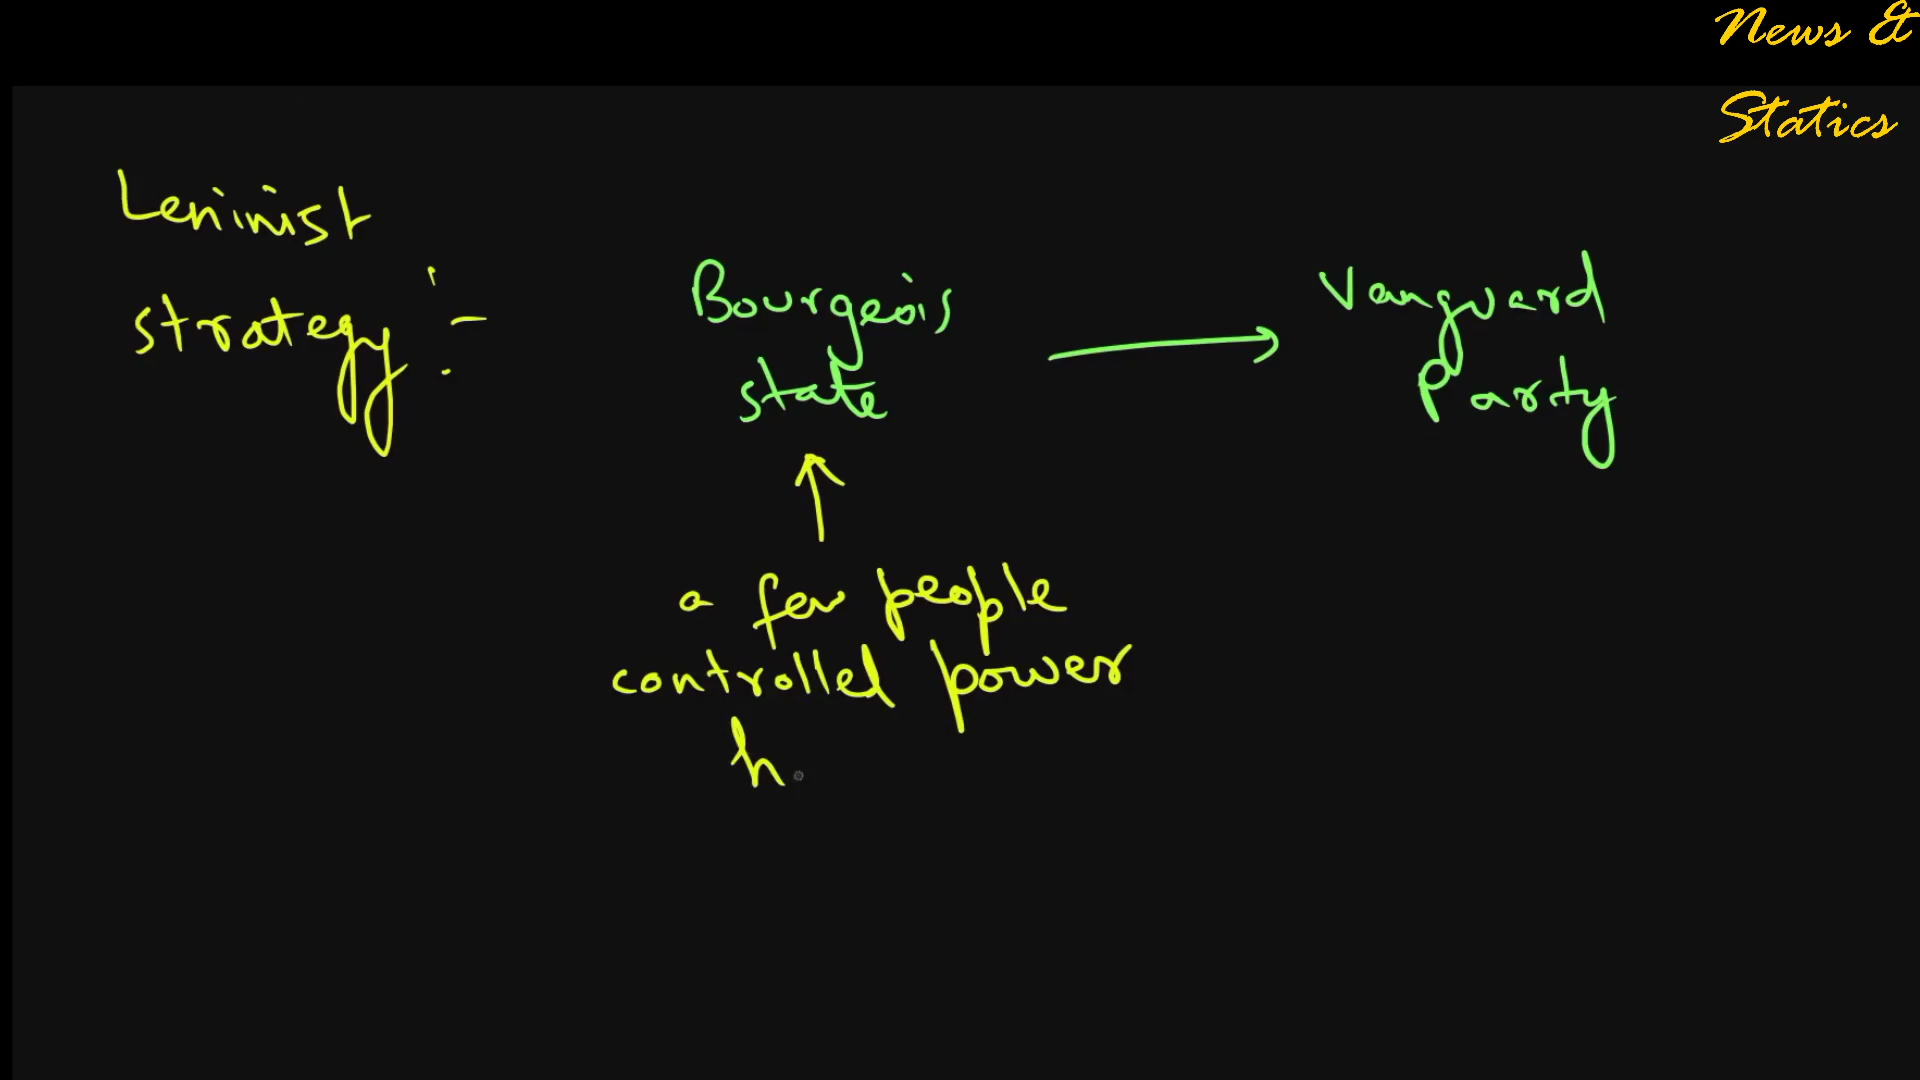 News &
Statics
Leninist
strategy :-
Bourgeois
state
Vanguard
Party
a few people
controlled power
h